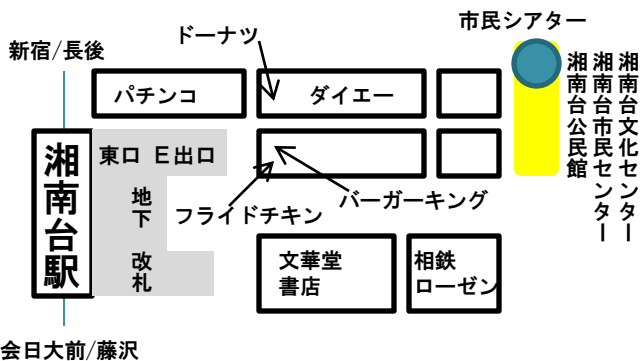 市民シアター
ドーナツ
新宿/長後
パチンコ
ダイエー
湘南台文化センター
湘南台市民センター
湘南台公民館
湘南台駅
東口 E出口
地下
改札
フライドチキン
バーガーキング
文華堂
書店
相鉄
ローゼン
会日大前/藤沢